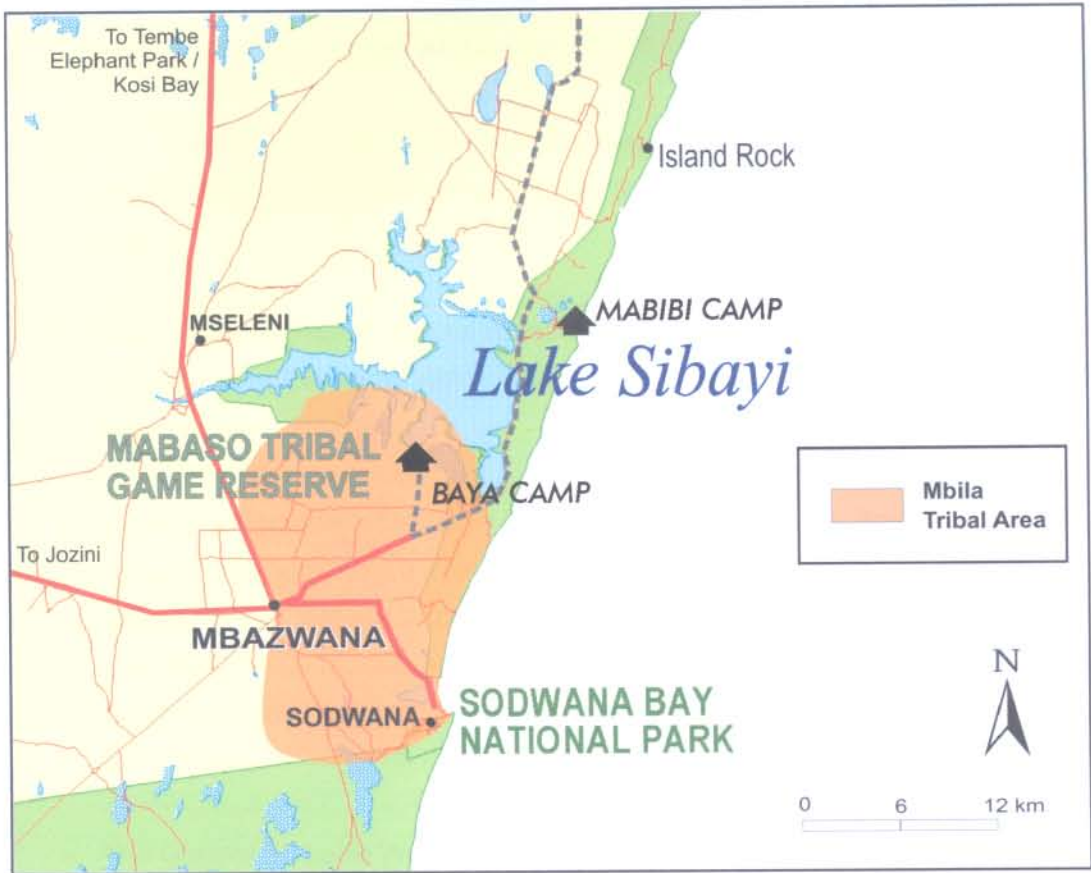 To Tembe
Elephant Park /
Kosi Bay
Island Rock
MSELENI
MABIBI CAMP
Lake Sibayi
MABASO TRIBAL
GAME RESERVE
BAYA CAMP
Mbila
Tribal Area
To Jozini
MBAZWANA
SODWANA
SODWANA BAY
NATIONAL PARK
N
0 6 12 km